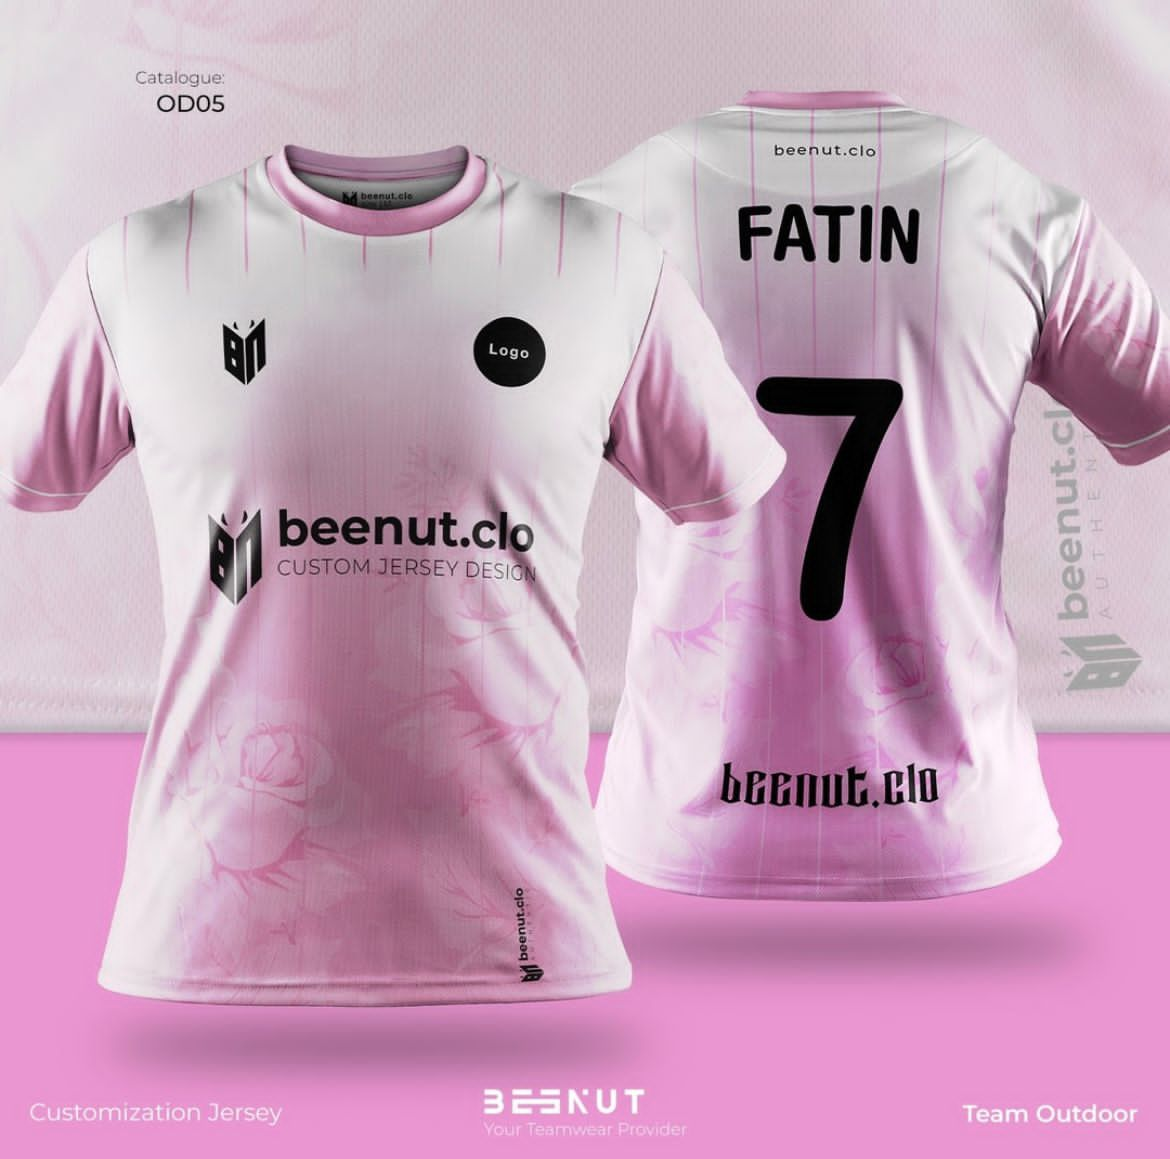 Catalogue:
OD05
beenut.clo
Logo
beenut.clo
CUSTOM JERSEY DESIGN
beenut.clo
beenut.clo
FATIN
7
beenut.clo
beenut.cl
AUTHENT
Customization Jersey
BEENUT
Your Teamwear Provider
Team Outdoor